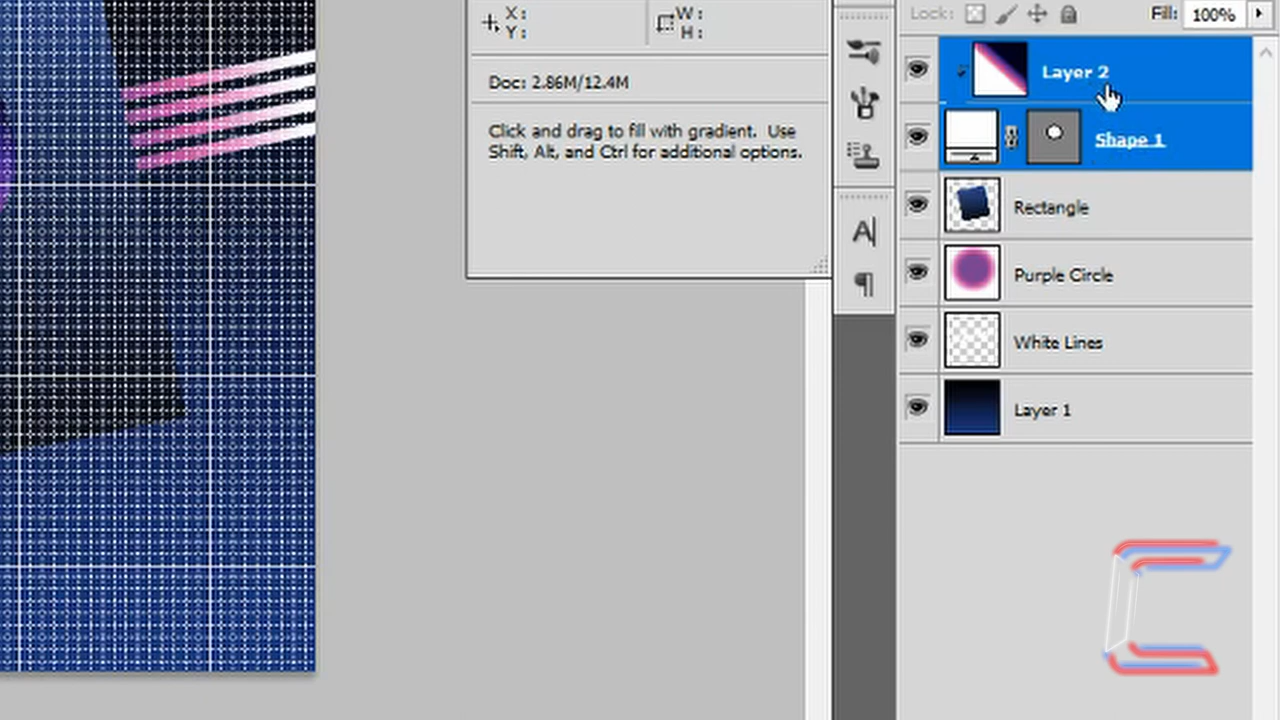 X:
Y:
W:
H:
Lock:
Fill: 100%
Doc: 2.86M/12.4M
Click and drag to fill with gradient. Use
Shift, Alt, and Ctrl for additional options.
A
¶
Layer 2
Shape 1
Rectangle
Purple Circle
White Lines
Layer 1